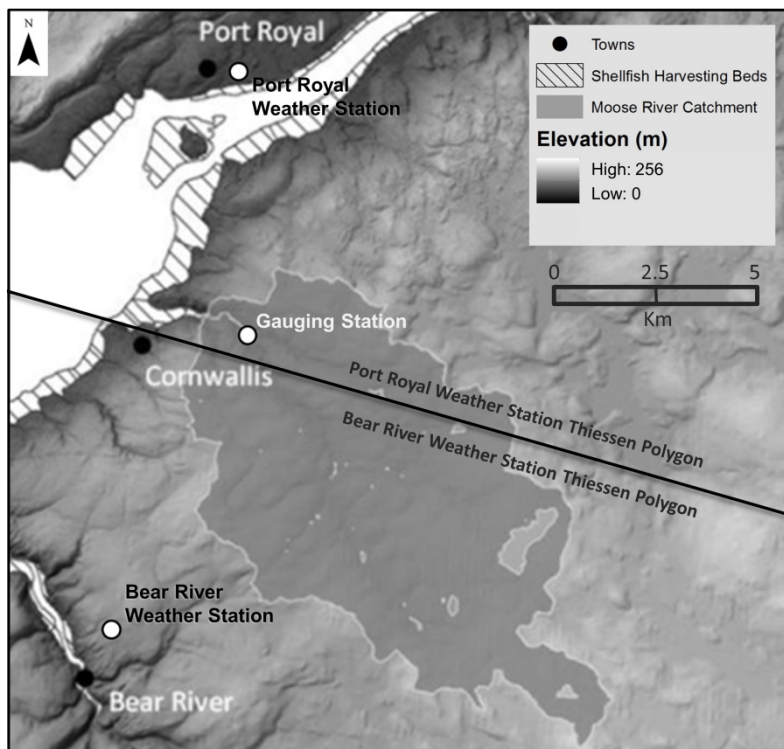 N
Port Royal
Port Royal
Weather Station
Towns
Shellfish Harvesting Beds
Moose River Catchment
Elevation (m)
High: 256
Low: 0
0 2.5 5
Km
Gauging Station
Cornwallis
Port Royal Weather Station Thiessen Polygon
Bear River Weather Station Thiessen Polygon
Bear River
Weather Station
Bear River